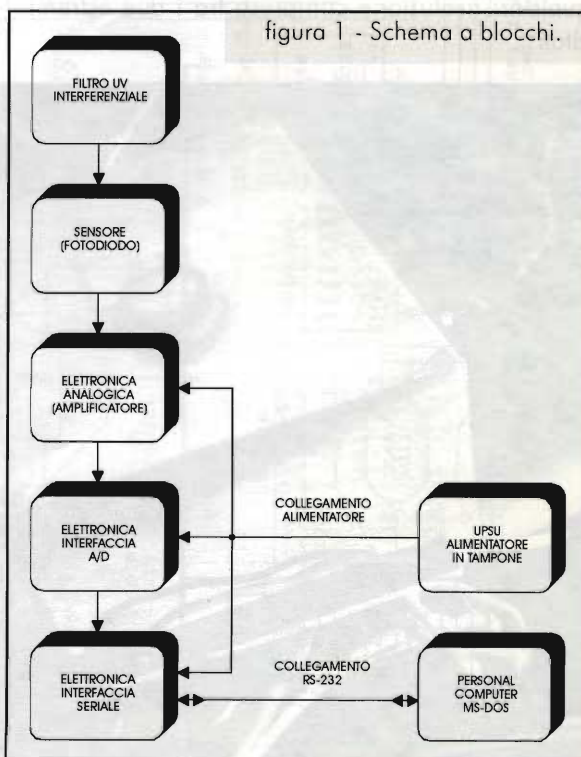 figura 1 - Schema a blocchi.
FILTRO UV
INTERFERENZIALE
SENSORE
(FOTODIODO)
ELETTRONICA
ANALOGICA
(AMPLIFICATORE)
ELETTRONICA
INTERFACCIA
A/D
COLLEGAMENTO
ALIMENTATORE
UPSU
ALIMENTATORE
IN TAMPONE
ELETTRONICA
INTERFACCIA
SERIALE
COLLEGAMENTO
RS-232
PERSONAL
COMPUTER
MS-DOS